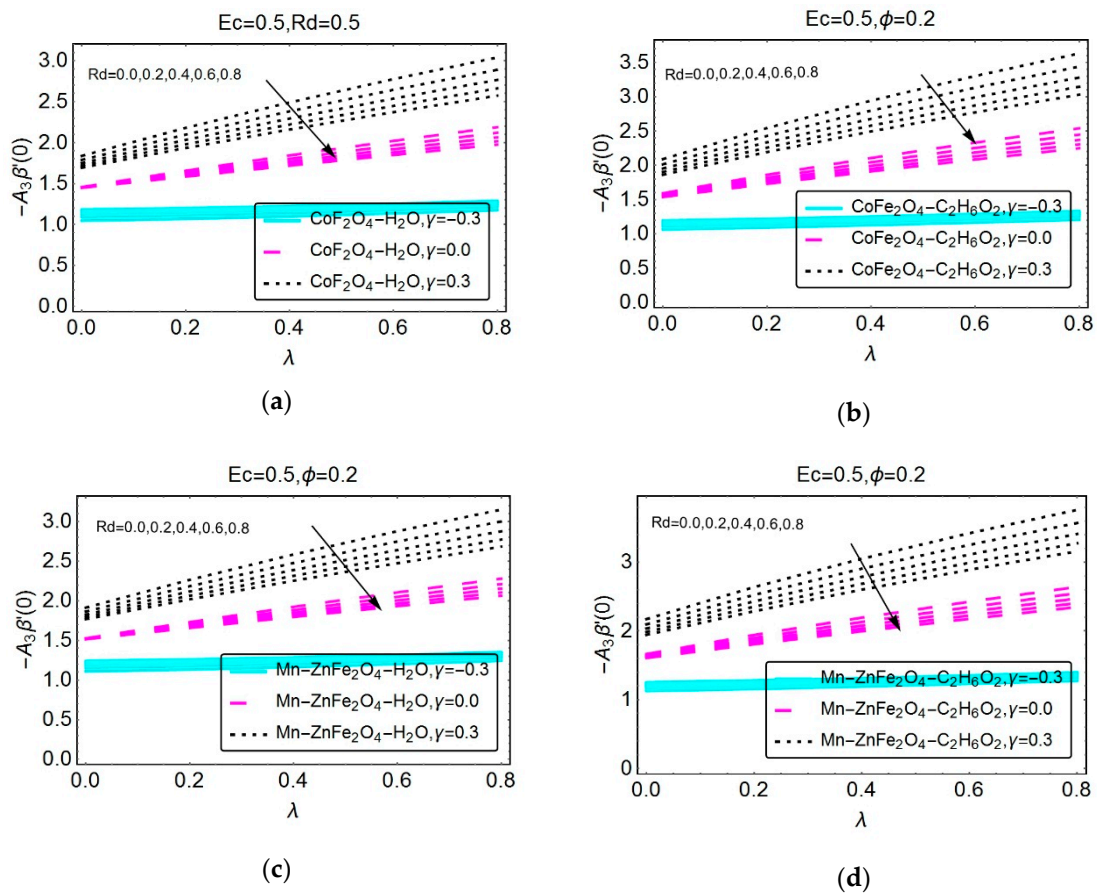 Ec=0.5,Rd=0.5
Rd=0.0,0.2,0.4,0.6,0.8
−A₃β′(0)
3.0
2.5
2.0
1.5
1.0
0.5
0.0
CoF₂O₄−H₂O,γ=−0.3
CoF₂O₄−H₂O,γ=0.0
CoF₂O₄−H₂O,γ=0.3
0.0 0.2 0.4 0.6 0.8
λ
(a)
Ec=0.5,ϕ=0.2
Rd=0.0,0.2,0.4,0.6,0.8
−A₃β′(0)
3.5
3.0
2.5
2.0
1.5
1.0
0.5
0.0
CoFe₂O₄−C₂H₆O₂,γ=−0.3
CoFe₂O₄−C₂H₆O₂,γ=0.0
CoFe₂O₄−C₂H₆O₂,γ=0.3
0.0 0.2 0.4 0.6 0.8
λ
(b)
Ec=0.5,ϕ=0.2
Rd=0.0,0.2,0.4,0.6,0.8
−A₃β′(0)
3.0
2.5
2.0
1.5
1.0
0.5
0.0
Mn−ZnFe₂O₄−H₂O,γ=−0.3
Mn−ZnFe₂O₄−H₂O,γ=0.0
Mn−ZnFe₂O₄−H₂O,γ=0.3
0.0 0.2 0.4 0.6 0.8
λ
(c)
Ec=0.5,ϕ=0.2
Rd=0.0,0.2,0.4,0.6,0.8
−A₃β′(0)
3
2
1
0
Mn−ZnFe₂O₄−C₂H₆O₂,γ=−0.3
Mn−ZnFe₂O₄−C₂H₆O₂,γ=0.0
Mn−ZnFe₂O₄−C₂H₆O₂,γ=0.3
0.0 0.2 0.4 0.6 0.8
λ
(d)